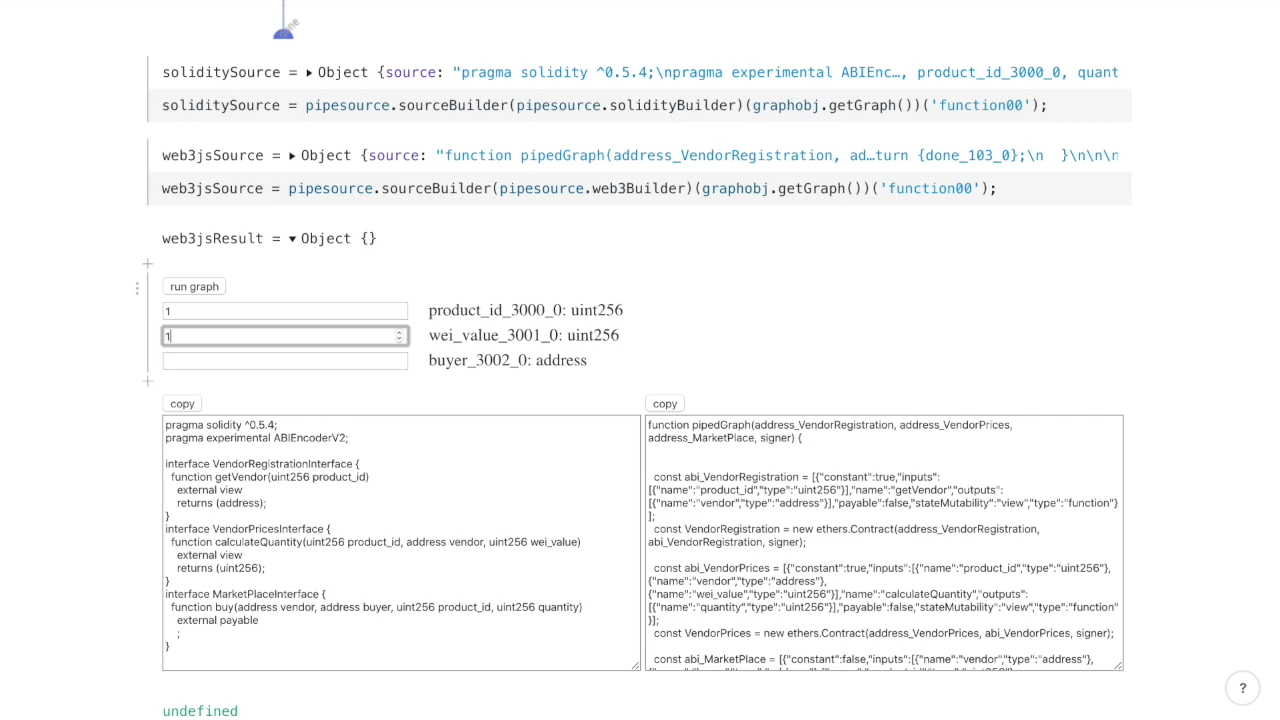 soliditySource = ▸ Object {source: "pragma solidity ^0.5.4;\npragma experimental ABIEnc…, product_id_3000_0, quant
soliditySource = pipesource.sourceBuilder(pipesource.solidityBuilder)(graphobj.getGraph())('function00');
web3jsSource = ▸ Object {source: "function pipedGraph(address_VendorRegistration, ad…turn {done_103_0};\n  }\n\n\n
web3jsSource = pipesource.sourceBuilder(pipesource.web3Builder)(graphobj.getGraph())('function00');
web3jsResult = ▾ Object {}
run graph
1 product_id_3000_0: uint256
1 wei_value_3001_0: uint256
buyer_3002_0: address
copy
pragma solidity ^0.5.4;
pragma experimental ABIEncoderV2;
interface VendorRegistrationInterface {
function getVendor(uint256 product_id)
external view
returns (address);
}
interface VendorPricesInterface {
function calculateQuantity(uint256 product_id, address vendor, uint256 wei_value)
external view
returns (uint256);
}
interface MarketPlaceInterface {
function buy(address vendor, address buyer, uint256 product_id, uint256 quantity)
external payable
;
}
copy
function pipedGraph(address_VendorRegistration, address_VendorPrices,
address_MarketPlace, signer) {
const abi_VendorRegistration = [{"constant":true,"inputs":
[{"name":"product_id","type":"uint256"}],"name":"getVendor","outputs":
[{"name":"vendor","type":"address"}],"payable":false,"stateMutability":"view","type":"function"}
];
const VendorRegistration = new ethers.Contract(address_VendorRegistration,
abi_VendorRegistration, signer);
const abi_VendorPrices = [{"constant":true,"inputs":[{"name":"product_id","type":"uint256"},
{"name":"vendor","type":"address"},
{"name":"wei_value","type":"uint256"}],"name":"calculateQuantity","outputs":
[{"name":"quantity","type":"uint256"}],"payable":false,"stateMutability":"view","type":"function"
}];
const VendorPrices = new ethers.Contract(address_VendorPrices, abi_VendorPrices, signer);
const abi_MarketPlace = [{"constant":false,"inputs":[{"name":"vendor","type":"address"},
undefined
?